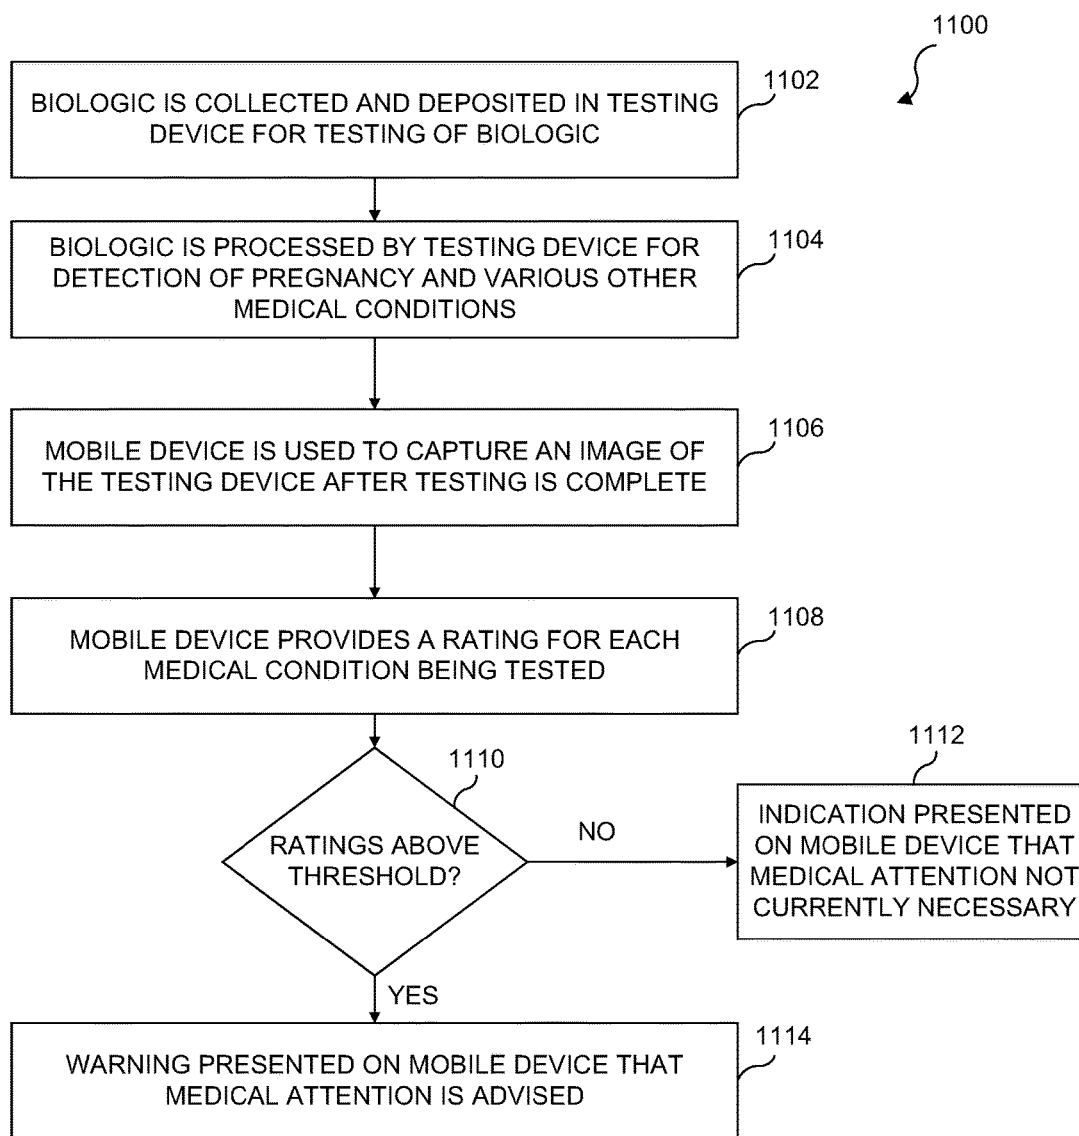 1100
1102
BIOLOGIC IS COLLECTED AND DEPOSITED IN TESTING
DEVICE FOR TESTING OF BIOLOGIC
1104
BIOLOGIC IS PROCESSED BY TESTING DEVICE FOR
DETECTION OF PREGNANCY AND VARIOUS OTHER
MEDICAL CONDITIONS
1106
MOBILE DEVICE IS USED TO CAPTURE AN IMAGE OF
THE TESTING DEVICE AFTER TESTING IS COMPLETE
1108
MOBILE DEVICE PROVIDES A RATING FOR EACH
MEDICAL CONDITION BEING TESTED
1110
RATINGS ABOVE
THRESHOLD?
NO
1112
INDICATION PRESENTED
ON MOBILE DEVICE THAT
MEDICAL ATTENTION NOT
CURRENTLY NECESSARY
YES
1114
WARNING PRESENTED ON MOBILE DEVICE THAT
MEDICAL ATTENTION IS ADVISED